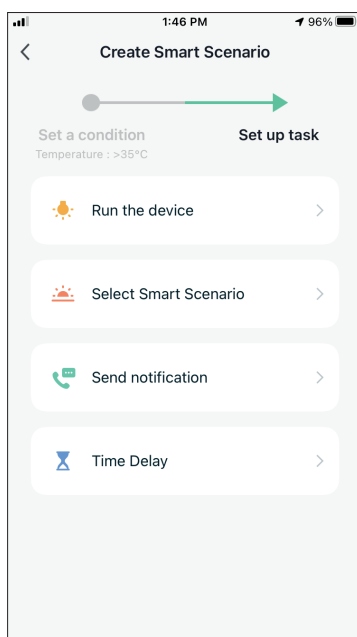 1:46 PM 96%
Create Smart Scenario
Set a condition Set up task
Temperature : >35°C
Run the device
Select Smart Scenario
Send notification
Time Delay